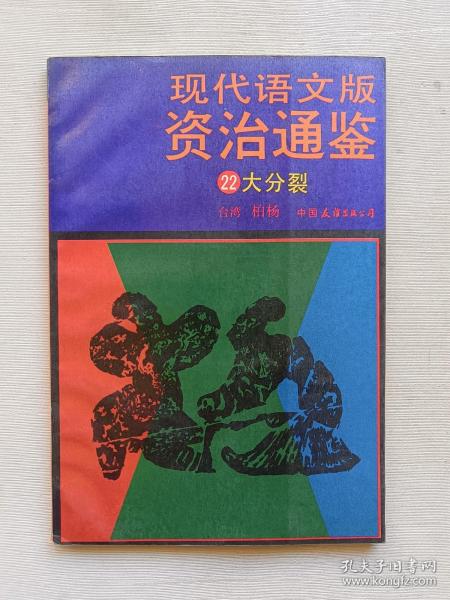 现代语文版
资治通鉴
22大分裂
台湾 柏杨 中国友谊出版公司
孔夫子旧书网
www.kongfz.com